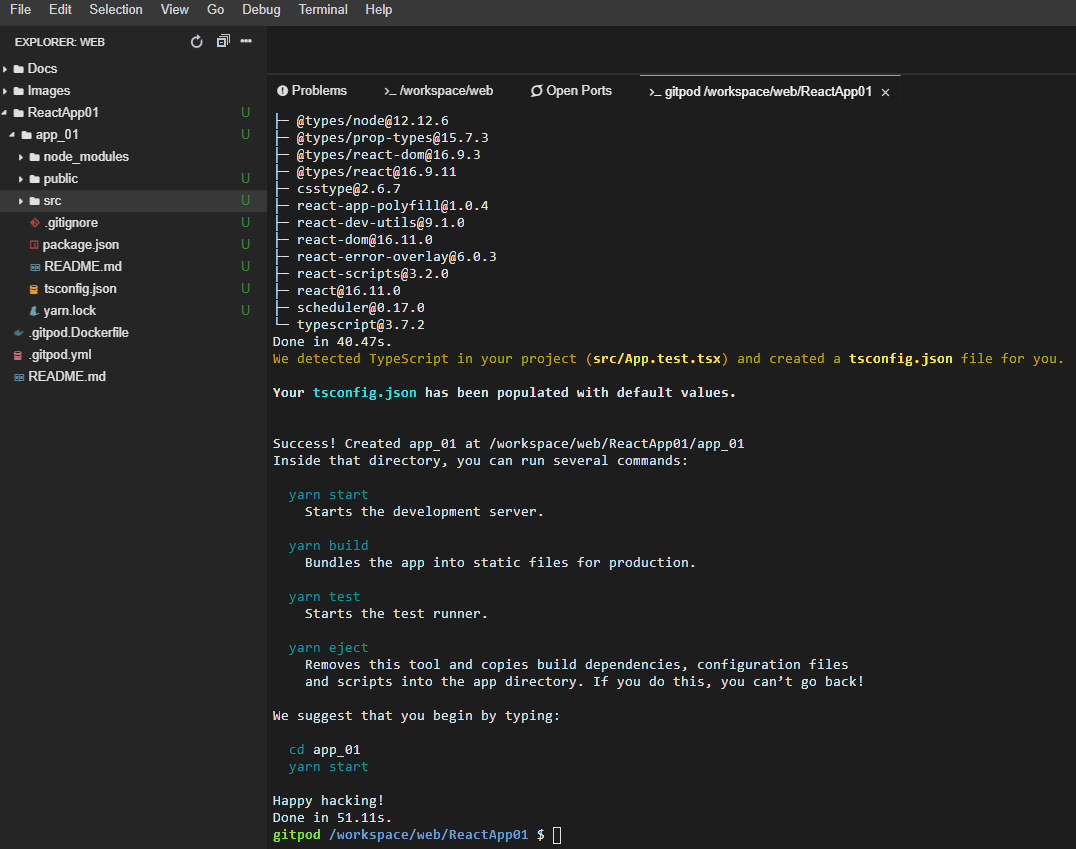 File Edit Selection View Go Debug Terminal Help
EXPLORER: WEB
Docs
Images
ReactApp01 U
app_01 U
node_modules
public U
src U
.gitignore U
package.json U
README.md U
tsconfig.json U
yarn.lock U
.gitpod.Dockerfile
.gitpod.yml
README.md
Problems >_ /workspace/web Open Ports >_ gitpod /workspace/web/ReactApp01 ×
├─ @types/node@12.12.6
├─ @types/prop-types@15.7.3
├─ @types/react-dom@16.9.3
├─ @types/react@16.9.11
├─ csstype@2.6.7
├─ react-app-polyfill@1.0.4
├─ react-dev-utils@9.1.0
├─ react-dom@16.11.0
├─ react-error-overlay@6.0.3
├─ react-scripts@3.2.0
├─ react@16.11.0
├─ scheduler@0.17.0
└─ typescript@3.7.2
Done in 40.47s.
We detected TypeScript in your project (src/App.test.tsx) and created a tsconfig.json file for you.
Your tsconfig.json has been populated with default values.
Success! Created app_01 at /workspace/web/ReactApp01/app_01
Inside that directory, you can run several commands:
yarn start
Starts the development server.
yarn build
Bundles the app into static files for production.
yarn test
Starts the test runner.
yarn eject
Removes this tool and copies build dependencies, configuration files
and scripts into the app directory. If you do this, you can’t go back!
We suggest that you begin by typing:
cd app_01
yarn start
Happy hacking!
Done in 51.11s.
gitpod /workspace/web/ReactApp01 $